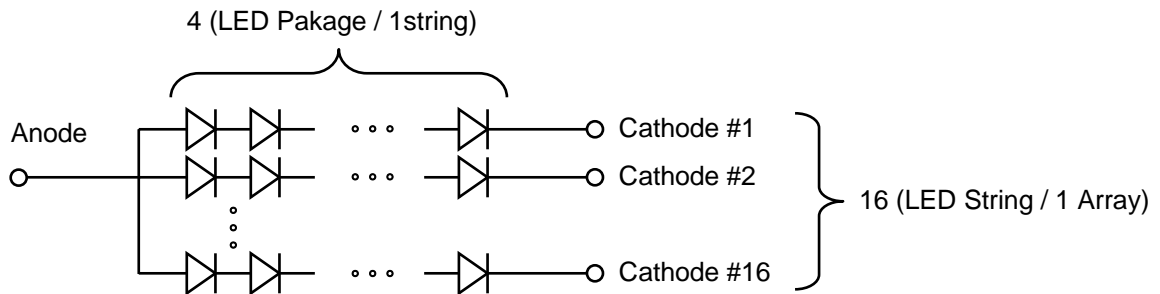 4 (LED Pakage / 1string)
Anode
Cathode #1
Cathode #2
16 (LED String / 1 Array)
Cathode #16